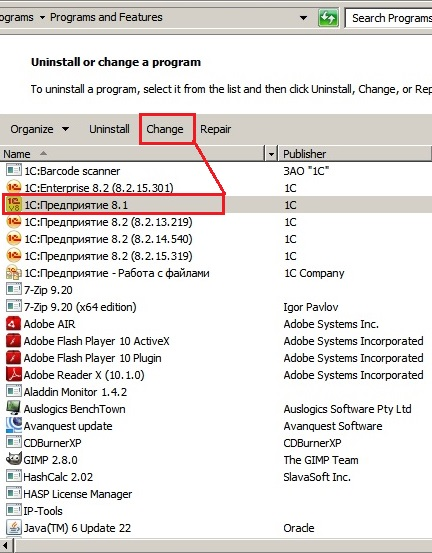 ograms ▾ Programs and Features
Search Programs
Uninstall or change a program
To uninstall a program, select it from the list and then click Uninstall, Change, or Rep
Organize Uninstall Change Repair
Name Publisher
1C:Barcode scanner ЗАО "1С"
1C:Enterprise 8.2 (8.2.15.301) 1C
1С:Предприятие 8.1 1C
1С:Предприятие 8.2 (8.2.13.219) 1C
1С:Предприятие 8.2 (8.2.14.540) 1C
1С:Предприятие 8.2 (8.2.15.319) 1C
1С:Предприятие - Работа с файлами 1C Company
7-Zip 9.20
7-Zip 9.20 (x64 edition) Igor Pavlov
Adobe AIR Adobe Systems Inc.
Adobe Flash Player 10 ActiveX Adobe Systems Incorporated
Adobe Flash Player 10 Plugin Adobe Systems Incorporated
Adobe Reader X (10.1.0) Adobe Systems Incorporated
Aladdin Monitor 1.4.2
Auslogics BenchTown Auslogics Software Pty Ltd
Avanquest update Avanquest Software
CDBurnerXP CDBurnerXP
GIMP 2.8.0 The GIMP Team
HashCalc 2.02 SlavaSoft Inc.
HASP License Manager
IP-Tools
Java(TM) 6 Update 22 Oracle